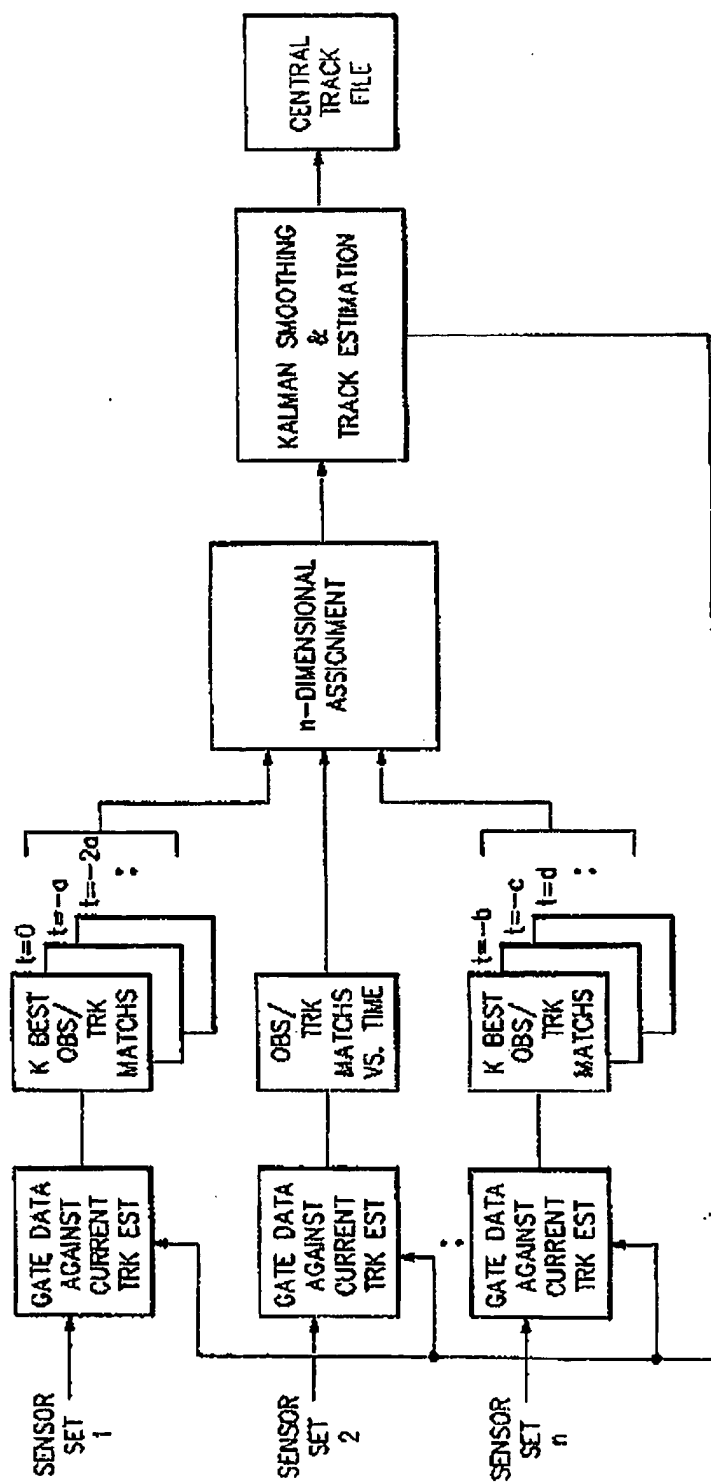 SENSOR
SET
1
GATE DATA
AGAINST
CURRENT
TRK EST
K BEST
OBS/
TRK
MATCHS
t=0
t=-a
t=-2a
:
SENSOR
SET
2
GATE DATA
AGAINST
CURRENT
TRK EST
OBS/
TRK
MATCHS
VS. TIME
:
SENSOR
SET
n
GATE DATA
AGAINST
CURRENT
TRK EST
K BEST
OBS/
TRK
MATCHS
t=-b
t=-c
t=d
:
n-DIMENSIONAL
ASSIGNMENT
KALMAN SMOOTHING
&
TRACK ESTIMATION
CENTRAL
TRACK
FILE